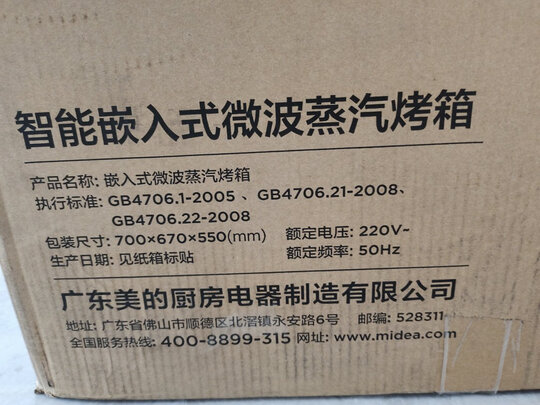 智能嵌入式微波蒸汽烤箱
产品名称: 嵌入式微波蒸汽烤箱
执行标准: GB4706.1-2005 、GB4706.21-2008、
GB4706.22-2008
包装尺寸: 700×670×550(mm) 额定电压: 220V~
生产日期: 见纸箱标贴 额定频率: 50Hz
广东美的厨房电器制造有限公司
地址: 广东省佛山市顺德区北滘镇永安路6号 邮编: 528311
全国服务热线: 400-8899-315 网址: www.midea.com